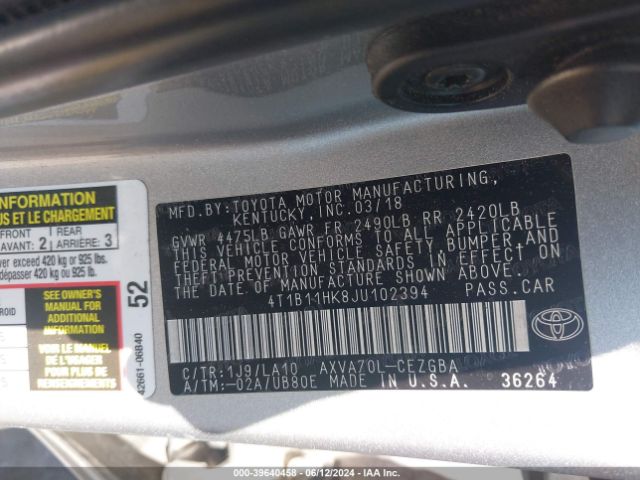 INFORMATION
US ET LE CHARGEMENT
FRONT
AVANT: 2
REAR
ARRIÈRE: 3
ver exceed 420 kg or 925 lbs.
dépasser 420 kg ou 925 lb.
SEE OWNER'S
MANUAL FOR
ADDITIONAL
INFORMATION
VOIR LE MANUEL
DE L'USAGER
POUR PLUS DE
52
42661-06B40
MFD.BY:TOYOTA MOTOR MANUFACTURING,
KENTUCKY, INC. 03/18
GVWR 4475LB GAWR FR 2490LB RR 2420LB
THIS VEHICLE CONFORMS TO ALL APPLICABLE
FEDERAL MOTOR VEHICLE SAFETY, BUMPER, AND
THEFT PREVENTION STANDARDS IN EFFECT ON
THE DATE OF MANUFACTURE SHOWN ABOVE.
4T1B11HK8JU102394 PASS.CAR
C/TR:1J9/LA10 AXVA70L-CEZGBA
A/TM:-02A/UB80E MADE IN U.S.A. 36264
TOYOTA
©: 000-39640458 - 06/12/2024 - IAA Inc.